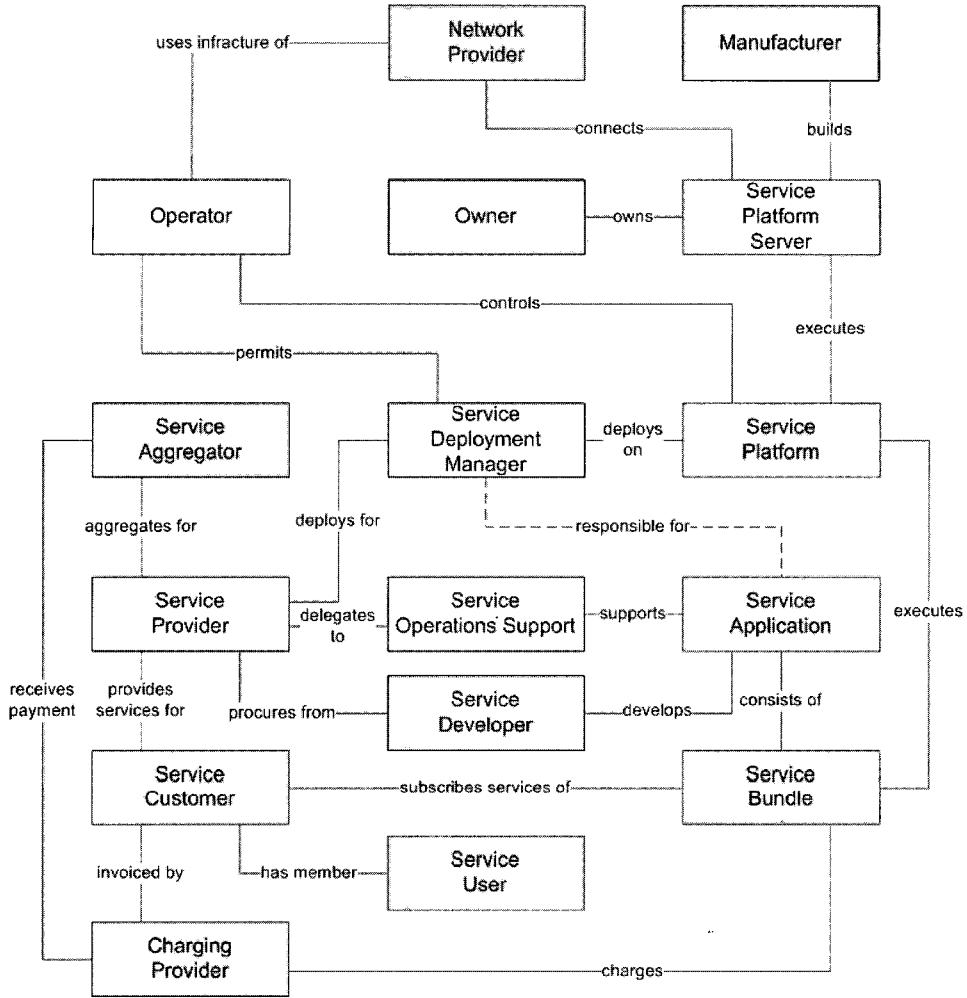 Network
Provider
Manufacturer
uses infracture of
connects
builds
Operator
Owner
owns
Service
Platform
Server
controls
executes
permits
Service
Aggregator
Service
Deployment
Manager
deploys
on
Service
Platform
aggregates for
deploys for
responsible for
Service
Provider
delegates
to
Service
Operations Support
supports
Service
Application
executes
receives
payment
provides
services for
procures from
Service
Developer
develops
consists of
Service
Customer
subscribes services of
Service
Bundle
invoiced by
has member
Service
User
Charging
Provider
charges